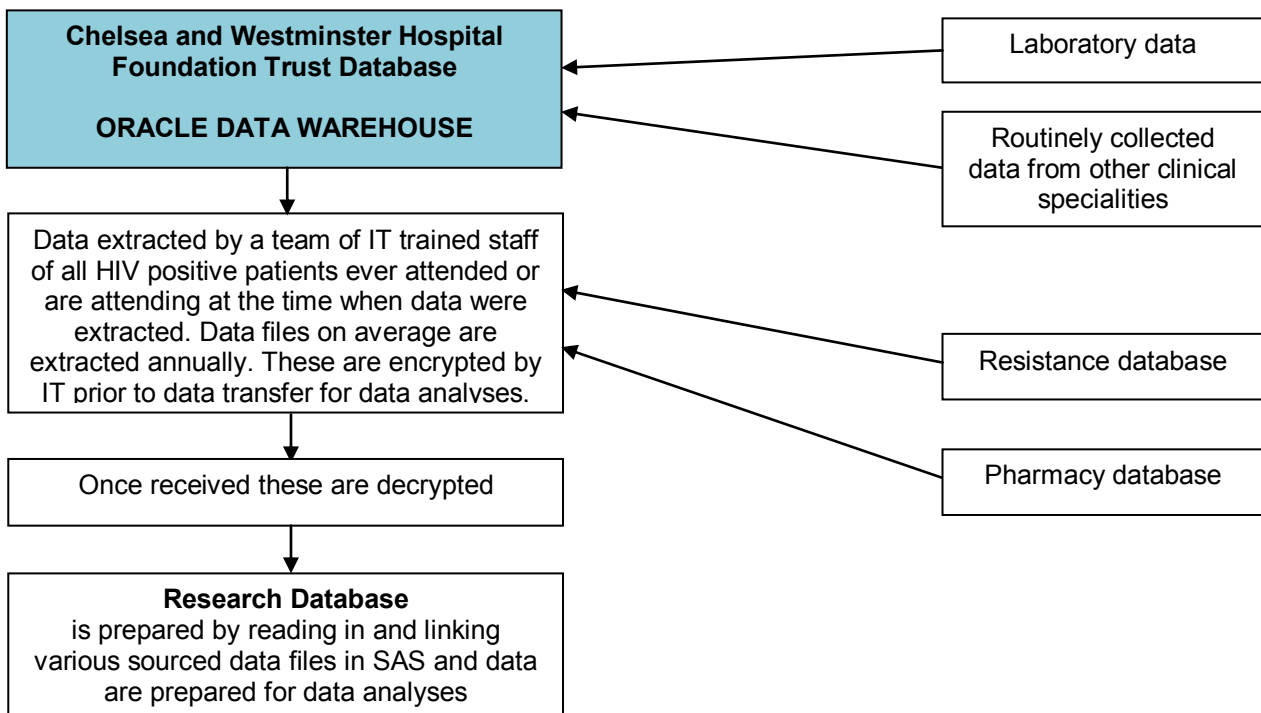 Chelsea and Westminster Hospital
Foundation Trust Database
ORACLE DATA WAREHOUSE
Laboratory data
Routinely collected
data from other clinical
specialities
Data extracted by a team of IT trained staff
of all HIV positive patients ever attended or
are attending at the time when data were
extracted. Data files on average are
extracted annually. These are encrypted by
IT prior to data transfer for data analyses.
Resistance database
Pharmacy database
Once received these are decrypted
Research Database
is prepared by reading in and linking
various sourced data files in SAS and data
are prepared for data analyses